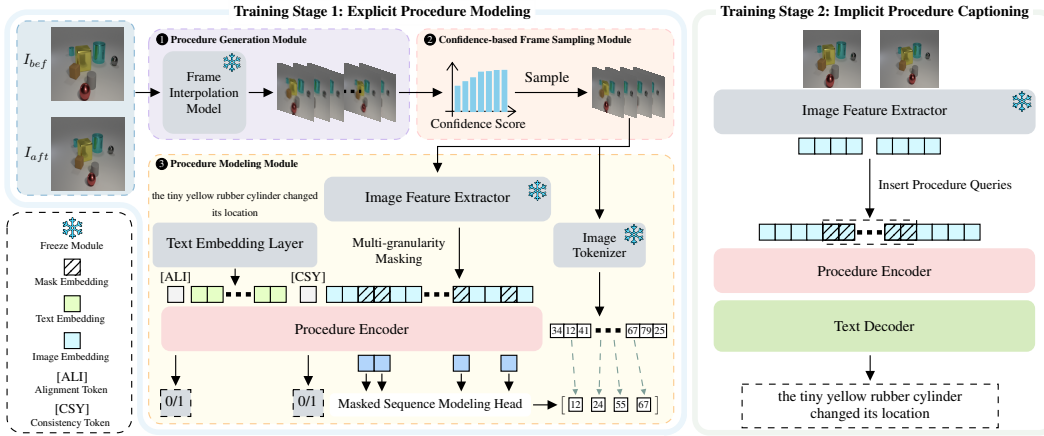 Training Stage 1: Explicit Procedure Modeling
I_bef
I_aft
❶ Procedure Generation Module
Frame
Interpolation
Model
❷ Confidence-based Frame Sampling Module
Confidence Score
Sample
❸ Procedure Modeling Module
the tiny yellow rubber cylinder changed
its location
Text Embedding Layer
Image Feature Extractor
Multi-granularity
Masking
Image
Tokenizer
[ALI]
[CSY]
Procedure Encoder
34 12 41 67 79 25
0/1
0/1
Masked Sequence Modeling Head
[ 12 24 55 67 ]
Freeze Module
Mask Embedding
Text Embedding
Image Embedding
[ALI]
Alignment Token
[CSY]
Consistency Token
Training Stage 2: Implicit Procedure Captioning
Image Feature Extractor
Insert Procedure Queries
Procedure Encoder
Text Decoder
the tiny yellow rubber cylinder
changed its location